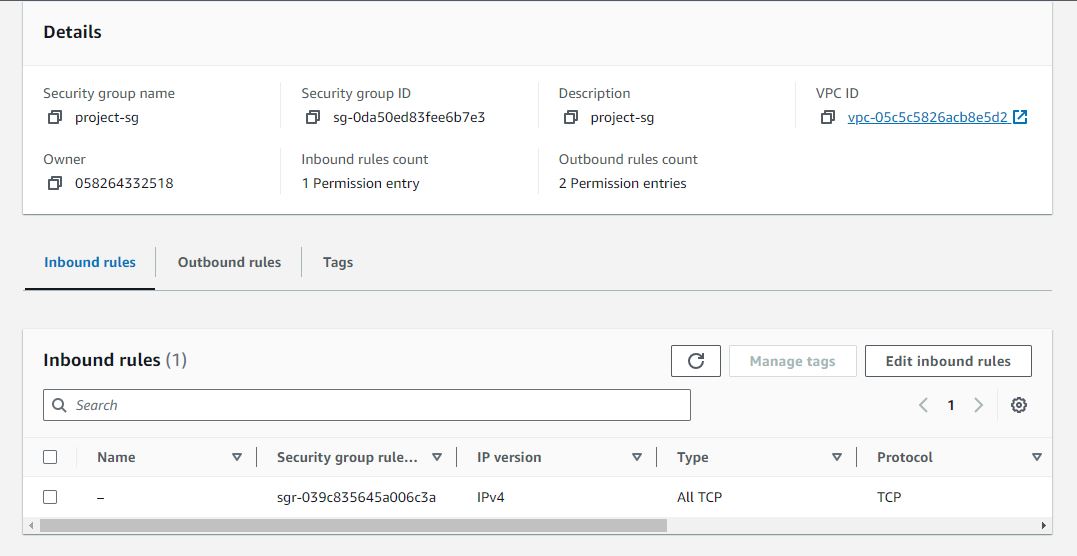 Details
Security group name
project-sg
Security group ID
sg-0da50ed83fee6b7e3
Description
project-sg
VPC ID
vpc-05c5c5826acb8e5d2
Owner
058264332518
Inbound rules count
1 Permission entry
Outbound rules count
2 Permission entries
Inbound rules Outbound rules Tags
Inbound rules (1)
Manage tags Edit inbound rules
Search
1
Name Security group rule... IP version Type Protocol
– sgr-039c835645a006c3a IPv4 All TCP TCP